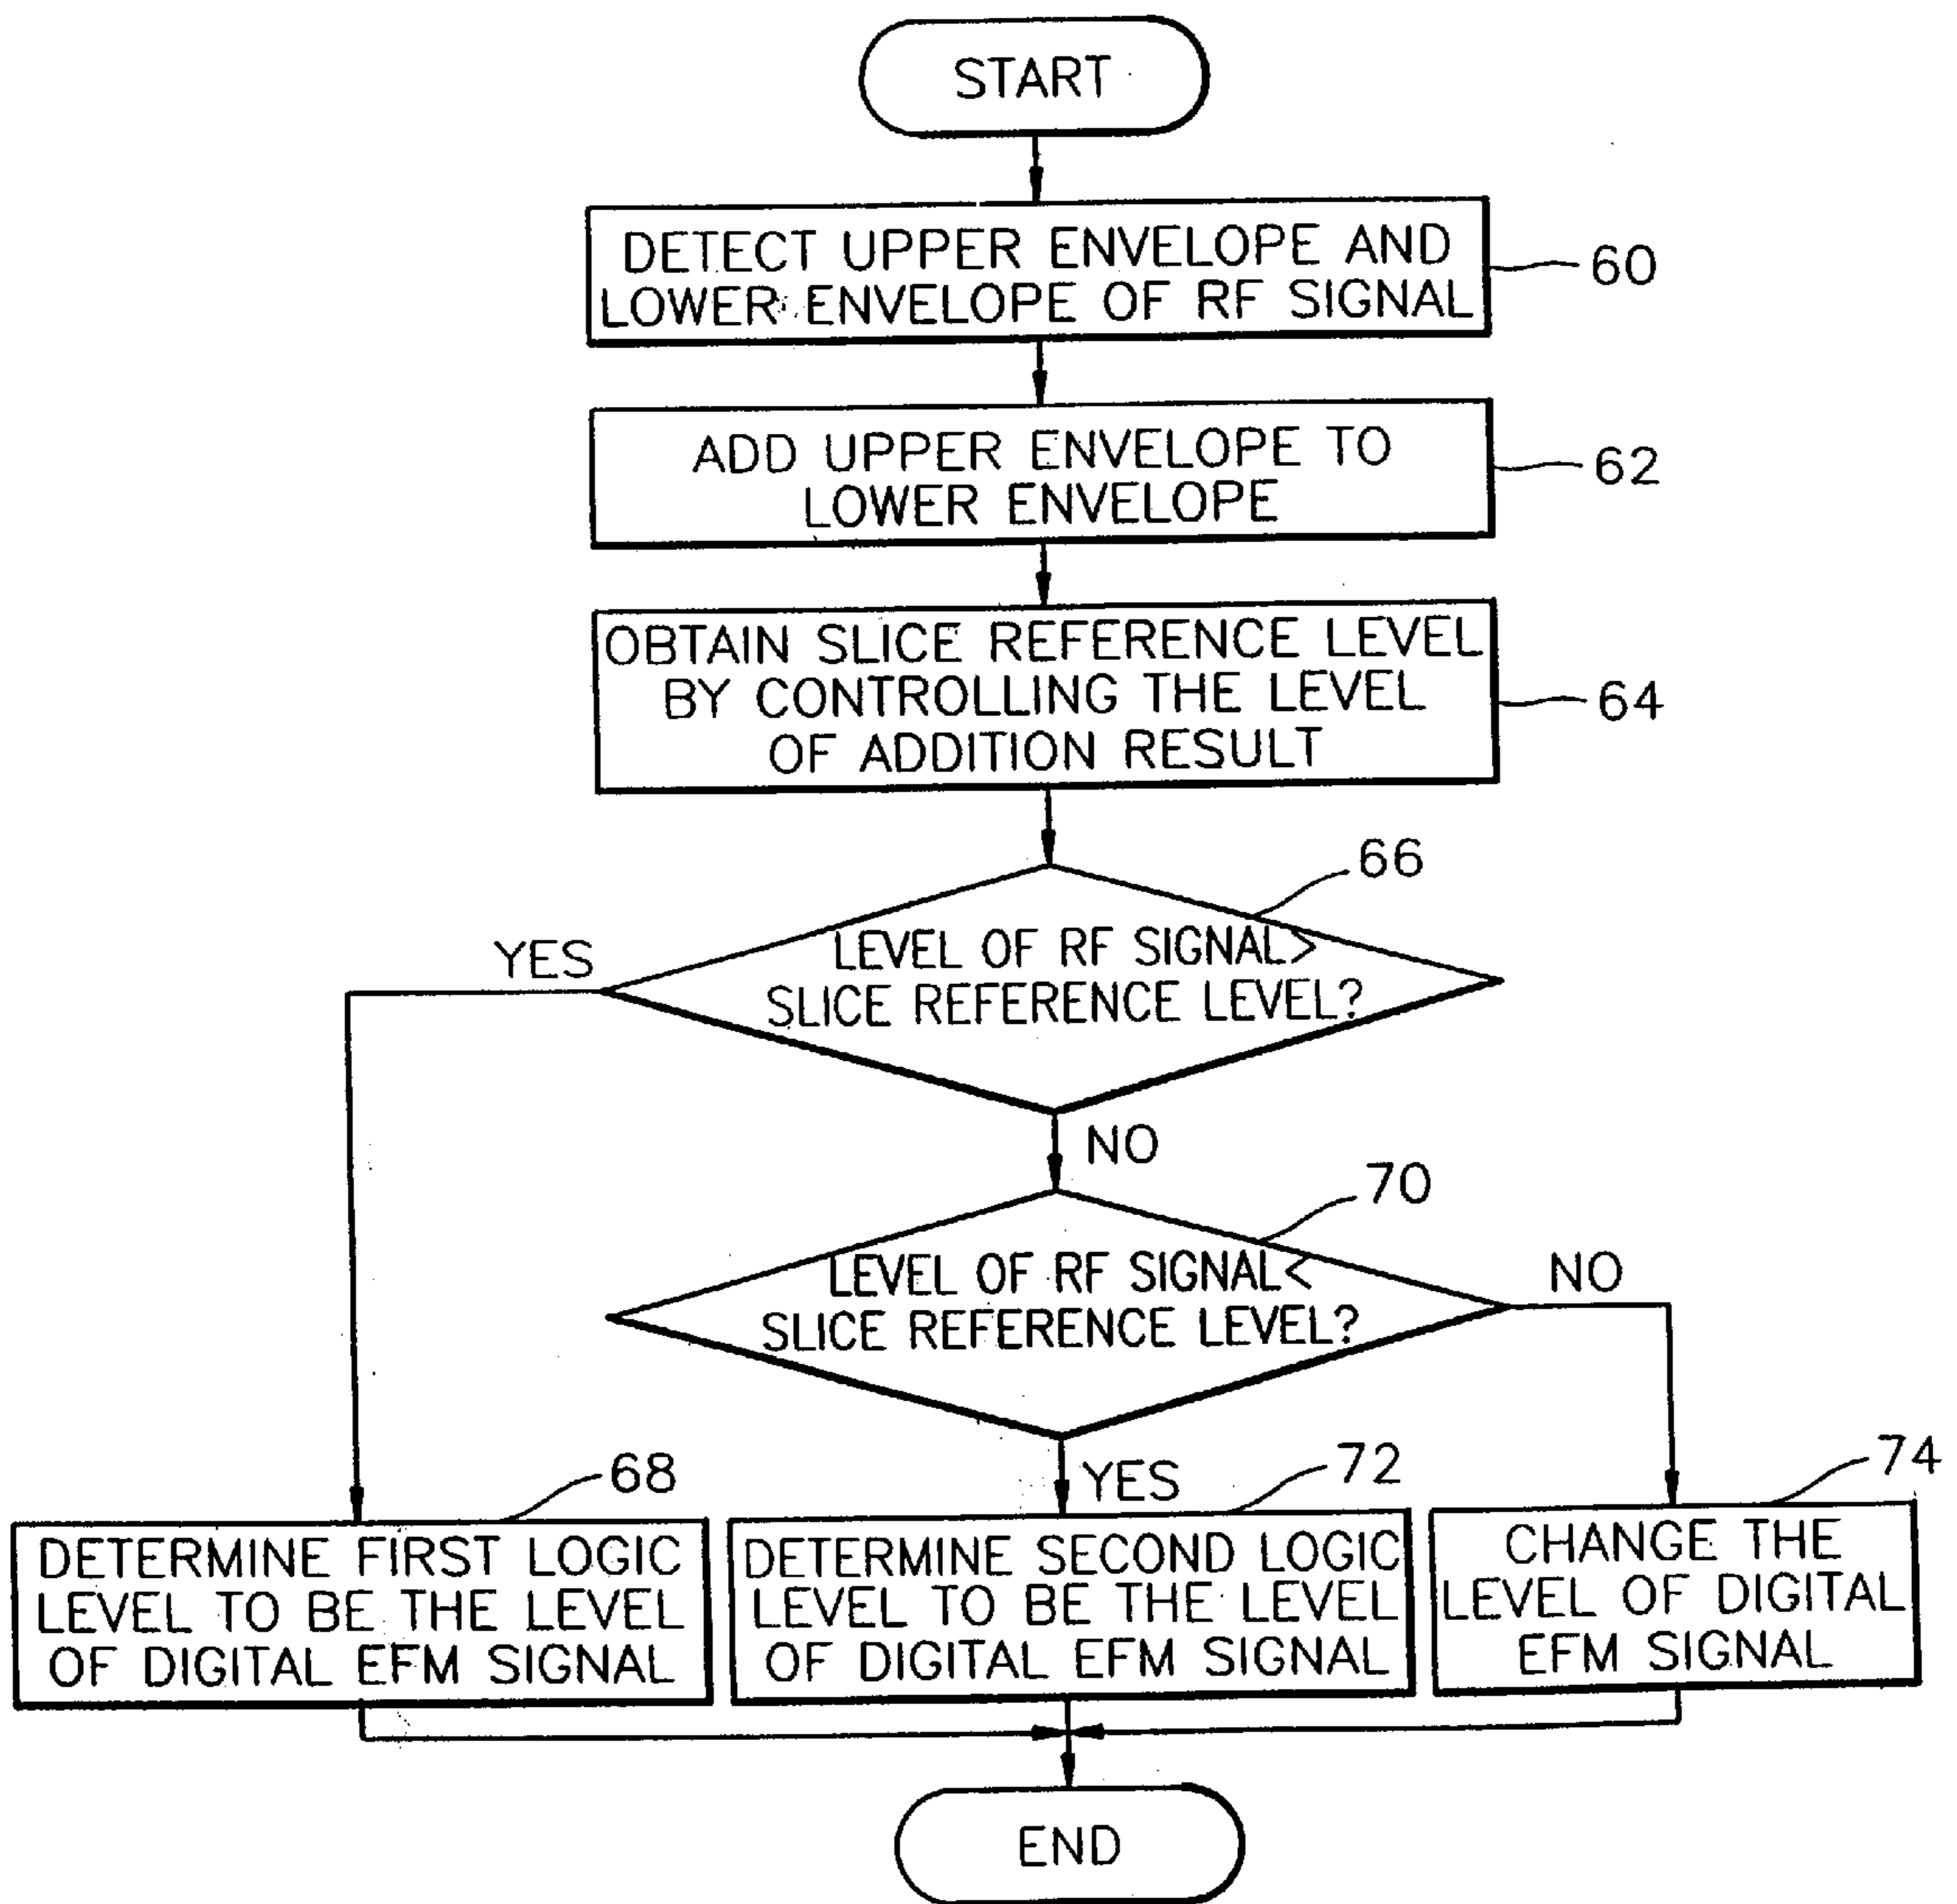 START
DETECT UPPER ENVELOPE AND
LOWER ENVELOPE OF RF SIGNAL
60
ADD UPPER ENVELOPE TO
LOWER ENVELOPE
62
OBTAIN SLICE REFERENCE LEVEL
BY CONTROLLING THE LEVEL
OF ADDITION RESULT
64
66
YES
LEVEL OF RF SIGNAL>
SLICE REFERENCE LEVEL?
NO
70
LEVEL OF RF SIGNAL<
SLICE REFERENCE LEVEL?
NO
YES
68
DETERMINE FIRST LOGIC
LEVEL TO BE THE LEVEL
OF DIGITAL EFM SIGNAL
72
DETERMINE SECOND LOGIC
LEVEL TO BE THE LEVEL
OF DIGITAL EFM SIGNAL
74
CHANGE THE
LEVEL OF DIGITAL
EFM SIGNAL
END